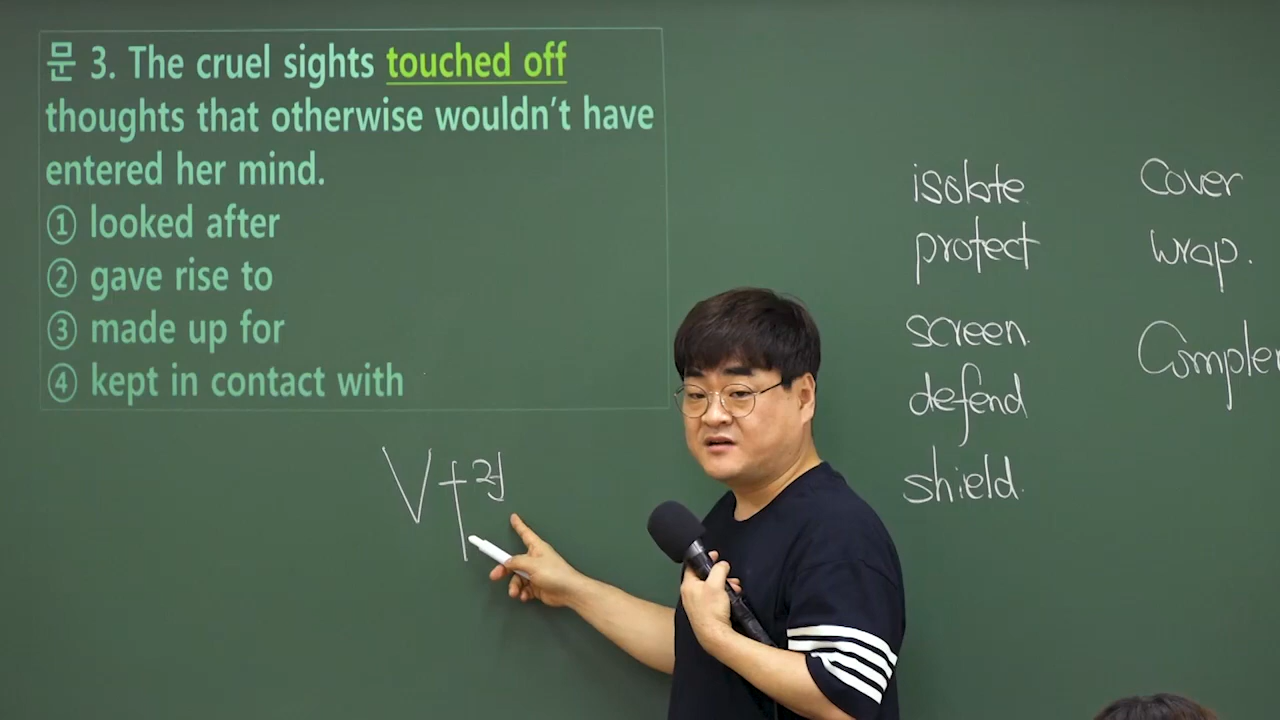 문 3. The cruel sights touched off
thoughts that otherwise wouldn't have
entered her mind.
① looked after
② gave rise to
③ made up for
④ kept in contact with
isolate
protect
screen
defend
shield.
Cover
wrap.
V+전